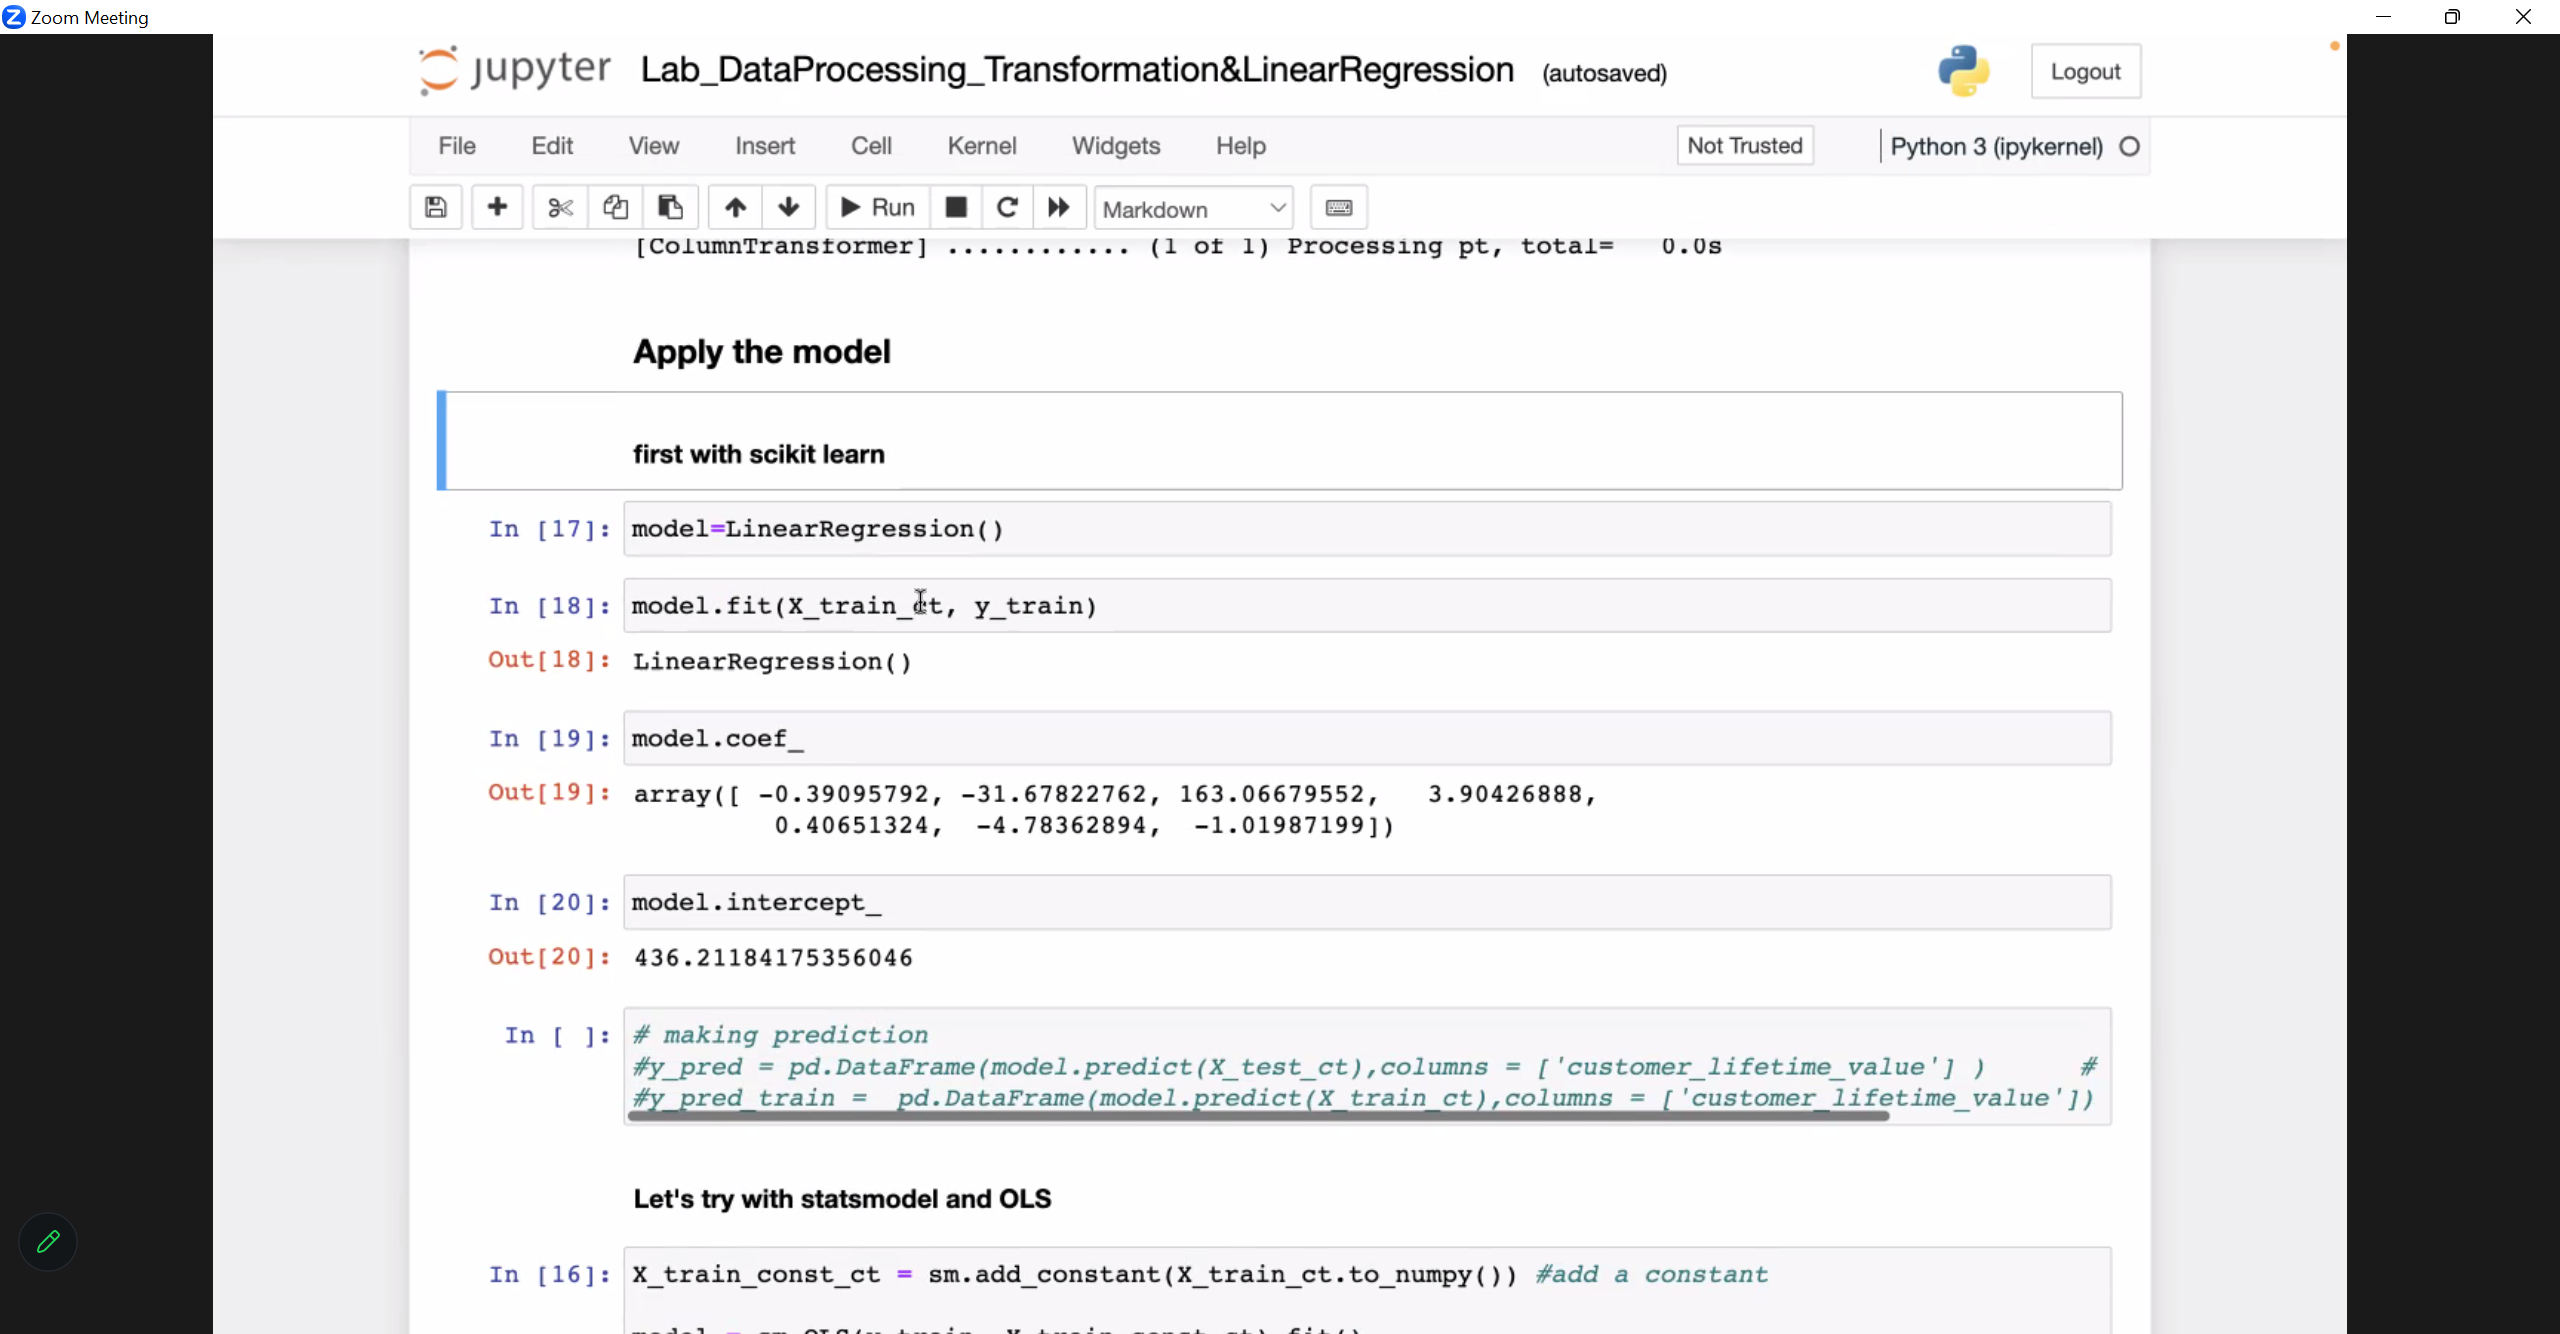 Zoom Meeting
jupyter Lab_DataProcessing_Transformation&LinearRegression (autosaved)
Logout
File Edit View Insert Cell Kernel Widgets Help
Not Trusted
Python 3 (ipykernel)
Run
Markdown
[ColumnTransformer] ............ (1 of 1) Processing pt, total=   0.0s
Apply the model
first with scikit learn
In [17]: model=LinearRegression()
In [18]: model.fit(X_train_ct, y_train)
Out[18]: LinearRegression()
In [19]: model.coef_
Out[19]: array([ -0.39095792, -31.67822762, 163.06679552,   3.90426888,
0.40651324,  -4.78362894,  -1.01987199])
In [20]: model.intercept_
Out[20]: 436.21184175356046
In [ ]: # making prediction
#y_pred = pd.DataFrame(model.predict(X_test_ct),columns = ['customer_lifetime_value'] )      #
#y_pred_train =  pd.DataFrame(model.predict(X_train_ct),columns = ['customer_lifetime_value'])
Let's try with statsmodel and OLS
In [16]: X_train_const_ct = sm.add_constant(X_train_ct.to_numpy()) #add a constant
model = sm.OLS(y_train, X_train_const_ct).fit()